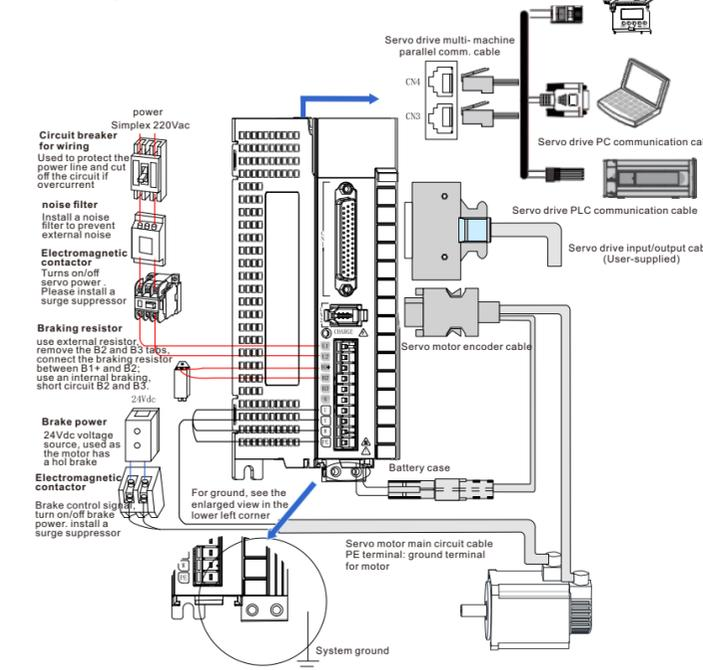 Servo drive multi- machine
parallel comm. cable
CN4
CN3
Servo drive PC communication ca
Servo drive PLC communication cable
Servo drive input/output cab
(User-supplied)
power
Simplex 220Vac
Circuit breaker
for wiring
Used to protect the
power line and cut
off the circuit if
overcurrent
noise filter
Install a noise
filter to prevent
external noise
Electromagnetic
contactor
Turns on/off
servo power .
Please install a
surge suppressor
Braking resistor
use external resistor,
remove the B2 and B3 tabs,
connect the braking resistor
between B1+ and B2;
use an internal braking,
short circuit B2 and B3.
24Vdc
Brake power
24Vdc voltage
source, used as
the motor has
a hol brake
Electromagnetic
contactor
Brake control signal,
turn on/off brake
power. install a
surge suppressor
CHARGE
Servo motor encoder cable
Battery case
For ground, see the
enlarged view in the
lower left corner
Servo motor main circuit cable
PE terminal: ground terminal
for motor
System ground